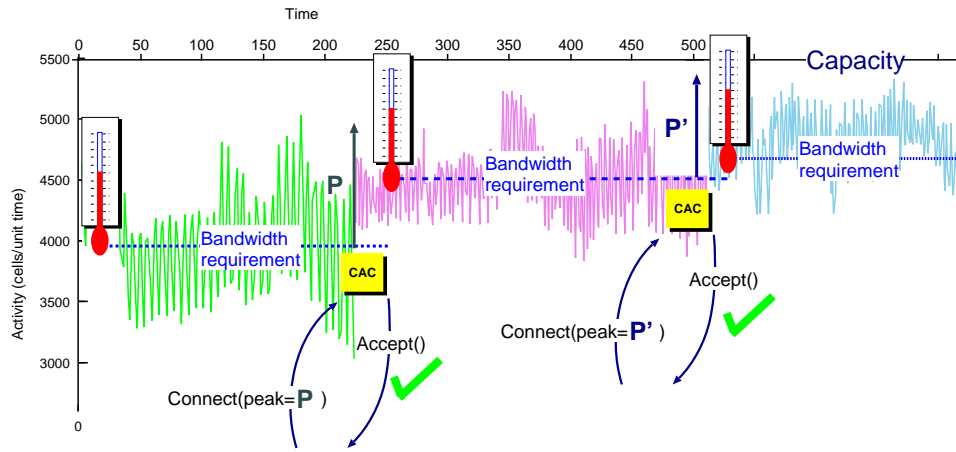 Time
0 50 100 150 200 250 300 350 400 450 500
5500
Capacity
5000
P
P’
4500
Bandwidth
requirement
Bandwidth
requirement
Bandwidth
requirement
4000
CAC
CAC
3500
3000
0
Activity (cells/unit time)
Accept()
Connect(peak=P )
Accept()
Connect(peak=P’ )